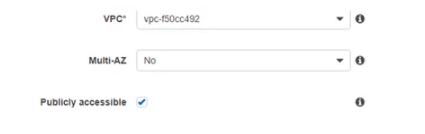 VPC* vpc-f50cc492
Multi-AZ No
Publicly accessible